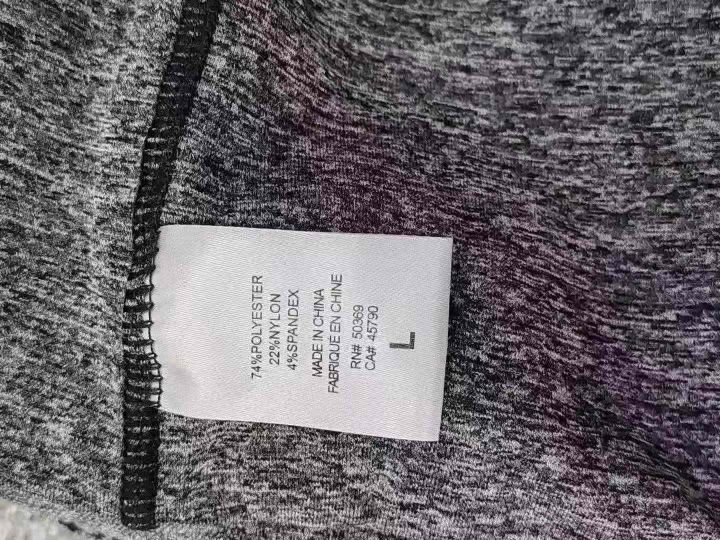 74%POLYESTER
22%NYLON
4%SPANDEX
MADE IN CHINA
FABRIQUE EN CHINE
RN# 50369
CA# 45790
L